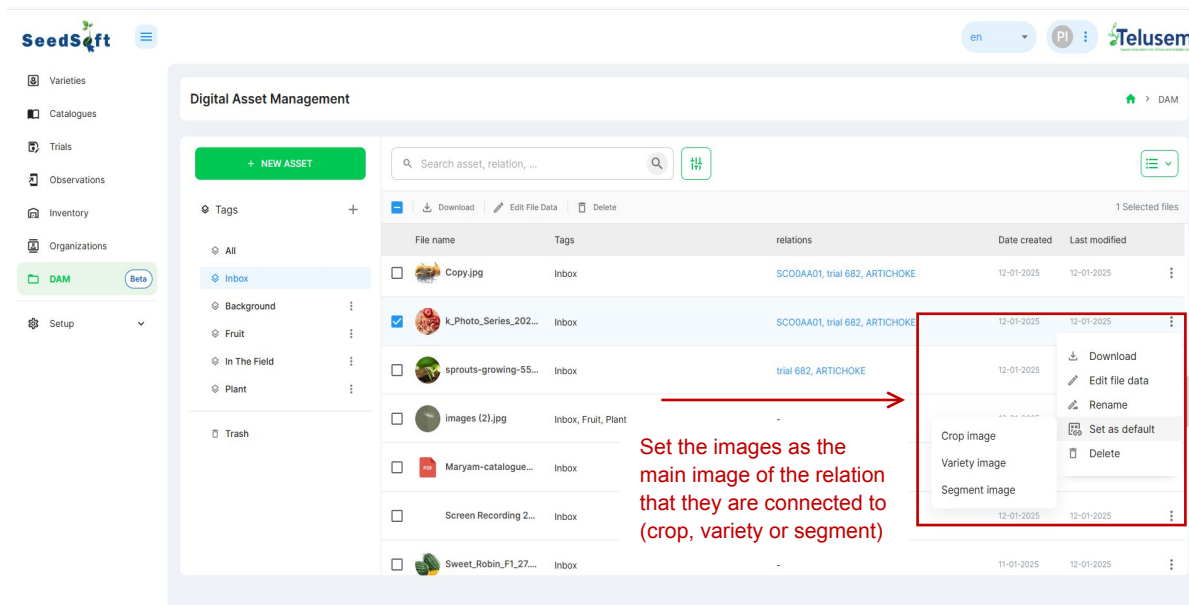 SeedSoft
en
PI
Telusem
Varieties
Catalogues
Trials
Observations
Inventory
Organizations
DAM Beta
Setup
Digital Asset Management
DAM
+ NEW ASSET
Tags +
All
Inbox
Background
Fruit
In The Field
Plant
Trash
Search asset, relation, ...
Download Edit File Data Delete 1 Selected files
File name Tags relations Date created Last modified
Copy.jpg Inbox SCO0AA01, trial 682, ARTICHOKE 12-01-2025 12-01-2025
k_Photo_Series_202... Inbox SCO0AA01, trial 682, ARTICHOKE 12-01-2025 12-01-2025
sprouts-growing-55... Inbox trial 682, ARTICHOKE 12-01-2025
images (2).jpg Inbox, Fruit, Plant -
PDF Maryam-catalogue... Inbox
Screen Recording 2... Inbox 12-01-2025 12-01-2025
Sweet_Robin_F1_27.... Inbox - 11-01-2025 12-01-2025
Download
Edit file data
Rename
Set as default
Delete
Crop image
Variety image
Segment image
Set the images as the
main image of the relation
that they are connected to
(crop, variety or segment)